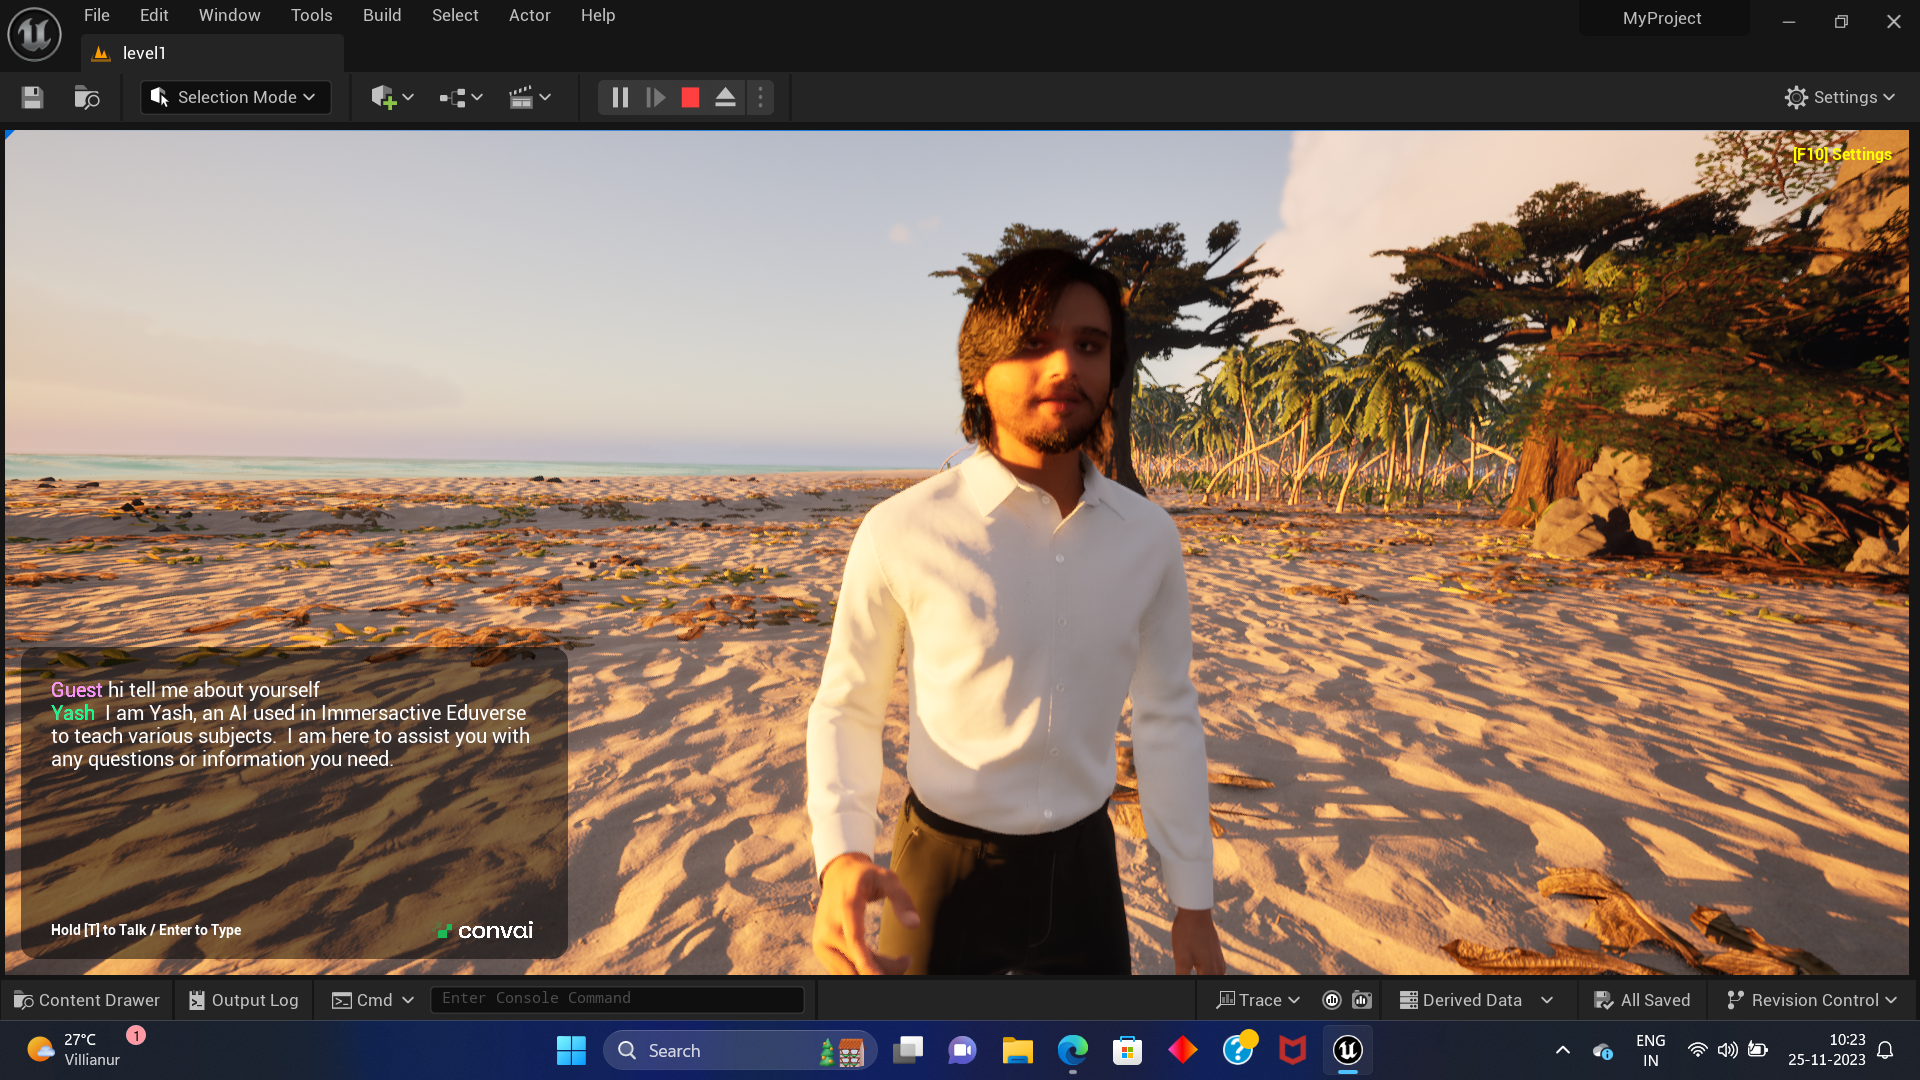 File Edit Window Tools Build Select Actor Help
MyProject
level1
Selection Mode
Settings
[F10] Settings
Guest hi tell me about yourself
Yash I am Yash, an AI used in Immersactive Eduverse
to teach various subjects. I am here to assist you with
any questions or information you need.
Hold [T] to Talk / Enter to Type
convai
Content Drawer Output Log Cmd Enter Console Command Trace Derived Data All Saved Revision Control
27°C
Villianur
1
Search
ENG
IN
10:23
25-11-2023